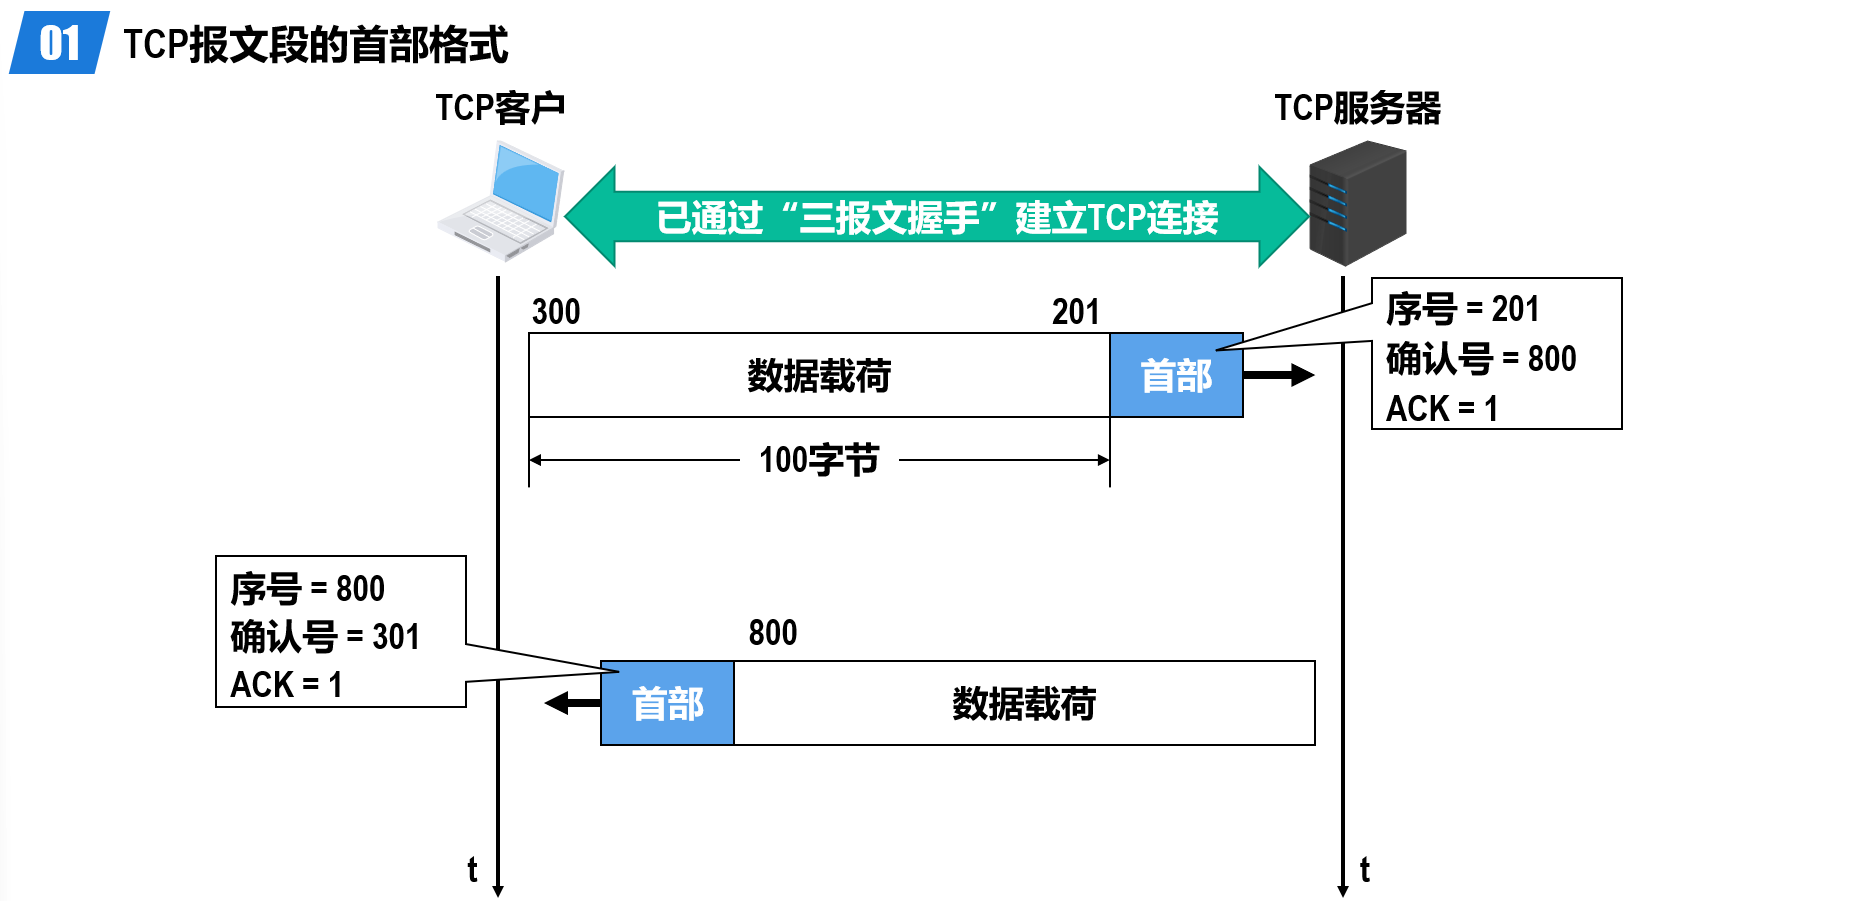 01 TCP报文段的首部格式
TCP客户
TCP服务器
已通过“三报文握手”建立TCP连接
300
201
数据载荷
首部
序号 = 201
确认号 = 800
ACK = 1
100字节
序号 = 800
确认号 = 301
ACK = 1
800
首部
数据载荷
t
t